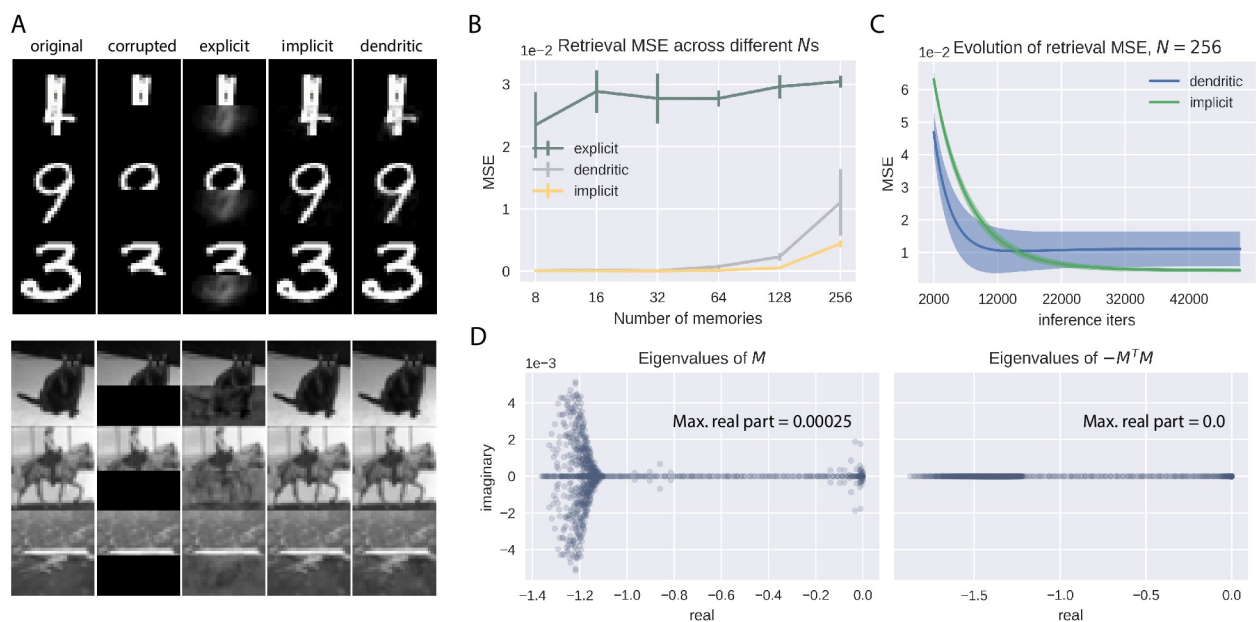 A
original corrupted explicit implicit dendritic
B
1e−2 Retrieval MSE across different Ns
3
2
1
0
MSE
explicit
dendritic
implicit
8 16 32 64 128 256
Number of memories
C
1e−2 Evolution of retrieval MSE, N = 256
6
5
4
3
2
1
MSE
dendritic
implicit
2000 12000 22000 32000 42000
inference iters
D
1e−3 Eigenvalues of M
4
2
0
−2
−4
imaginary
Max. real part = 0.00025
−1.4 −1.2 −1.0 −0.8 −0.6 −0.4 −0.2 0.0
real
Eigenvalues of −MᵀM
Max. real part = 0.0
−1.5 −1.0 −0.5 0.0
real
4
9
3